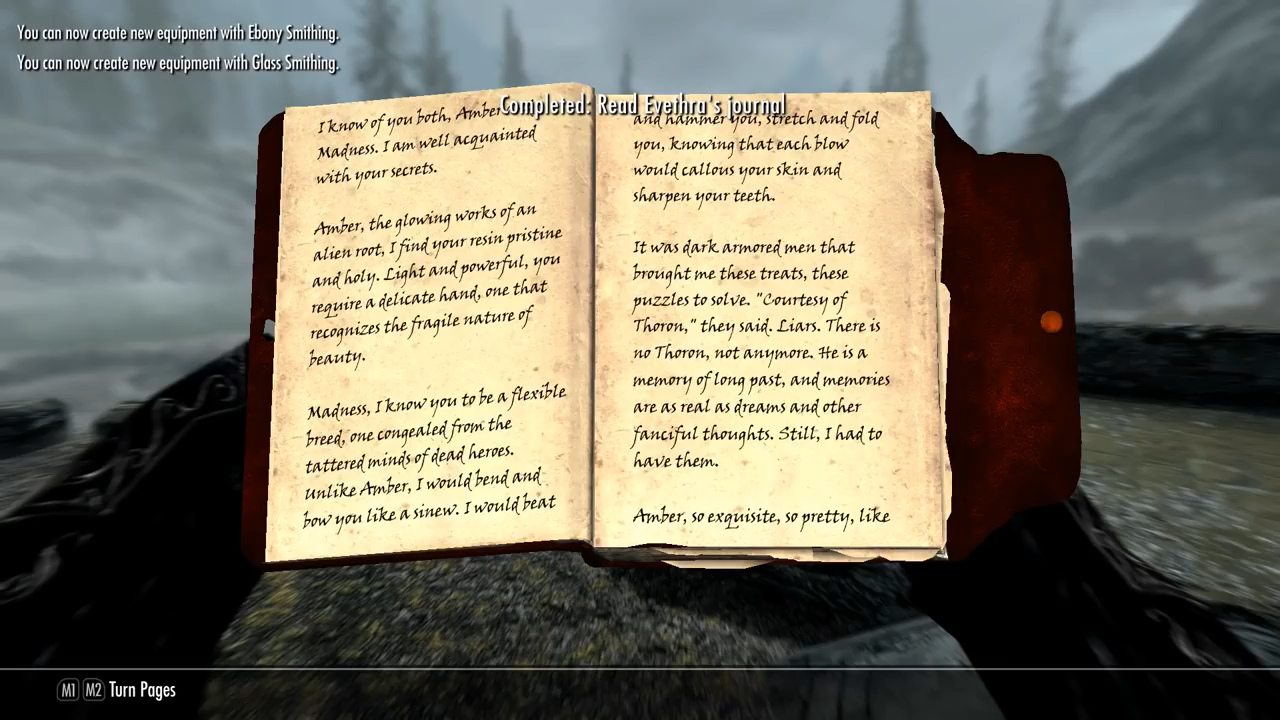 You can now create new equipment with Ebony Smithing.
You can now create new equipment with Glass Smithing.
Completed: Read Evethra's journal
I know of you both, Amber
Madness. I am well acquainted
with your secrets.
Amber, the glowing works of an
alien root, I find your resin pristine
and holy. Light and powerful, you
require a delicate hand, one that
recognizes the fragile nature of
beauty.
Madness, I know you to be a flexible
breed, one congealed from the
tattered minds of dead heroes.
Unlike Amber, I would bend and
bow you like a sinew. I would beat
and hammer you, stretch and fold
you, knowing that each blow
would callous your skin and
sharpen your teeth.
It was dark armored men that
brought me these treats, these
puzzles to solve. "Courtesy of
Thoron," they said. Liars. There is
no Thoron, not anymore. He is a
memory of long past, and memories
are as real as dreams and other
fanciful thoughts. Still, I had to
have them.
Amber, so exquisite, so pretty, like
M1 M2 Turn Pages